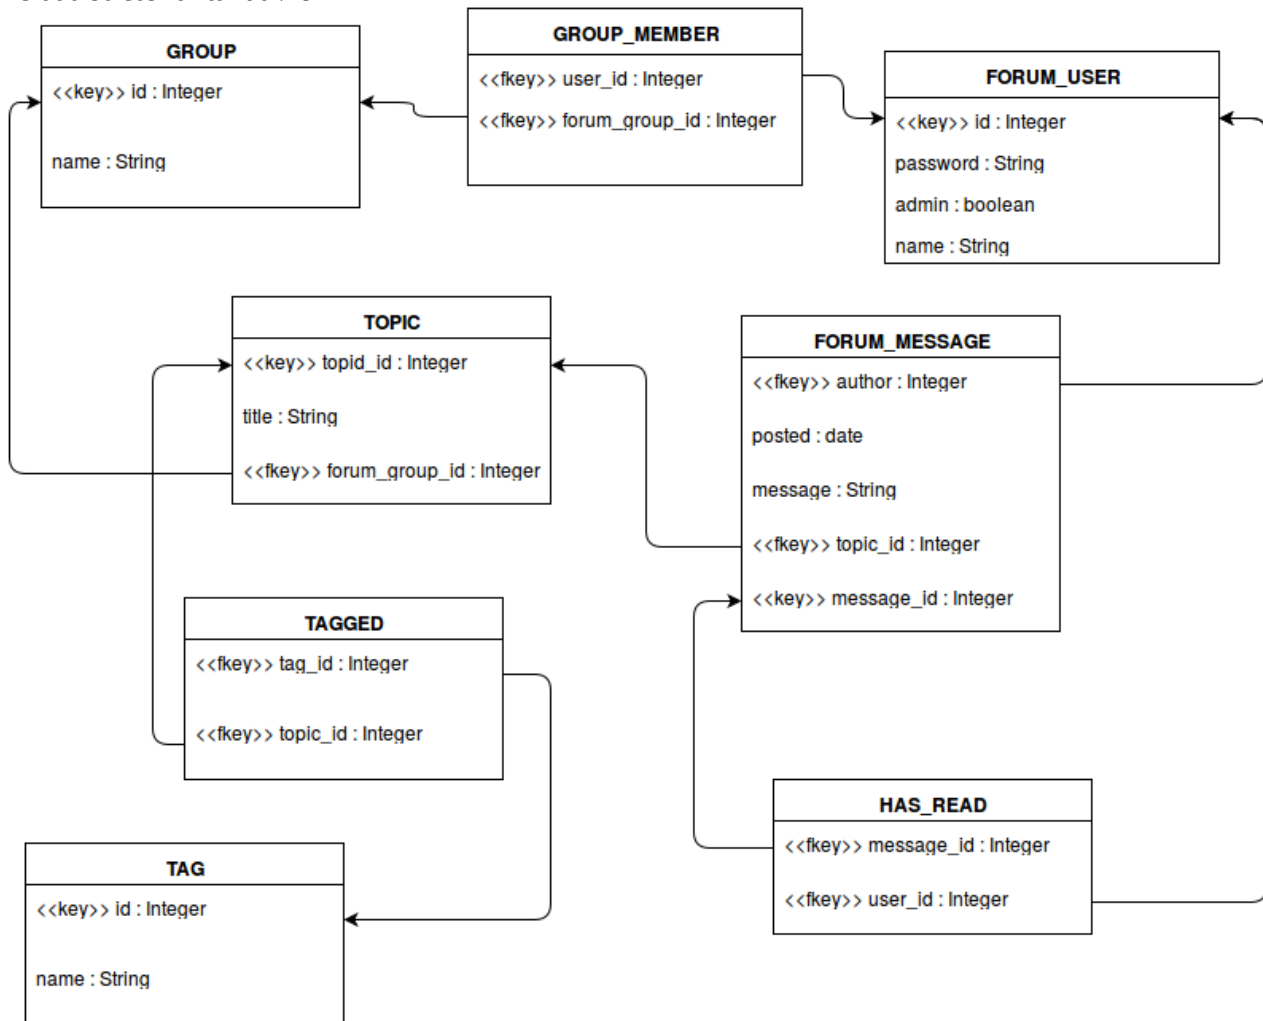 GROUP
<<key>> id : Integer
name : String
GROUP_MEMBER
<<fkey>> user_id : Integer
<<fkey>> forum_group_id : Integer
FORUM_USER
<<key>> id : Integer
password : String
admin : boolean
name : String
TOPIC
<<key>> topid_id : Integer
title : String
<<fkey>> forum_group_id : Integer
FORUM_MESSAGE
<<fkey>> author : Integer
posted : date
message : String
<<fkey>> topic_id : Integer
<<key>> message_id : Integer
TAGGED
<<fkey>> tag_id : Integer
<<fkey>> topic_id : Integer
HAS_READ
<<fkey>> message_id : Integer
<<fkey>> user_id : Integer
TAG
<<key>> id : Integer
name : String